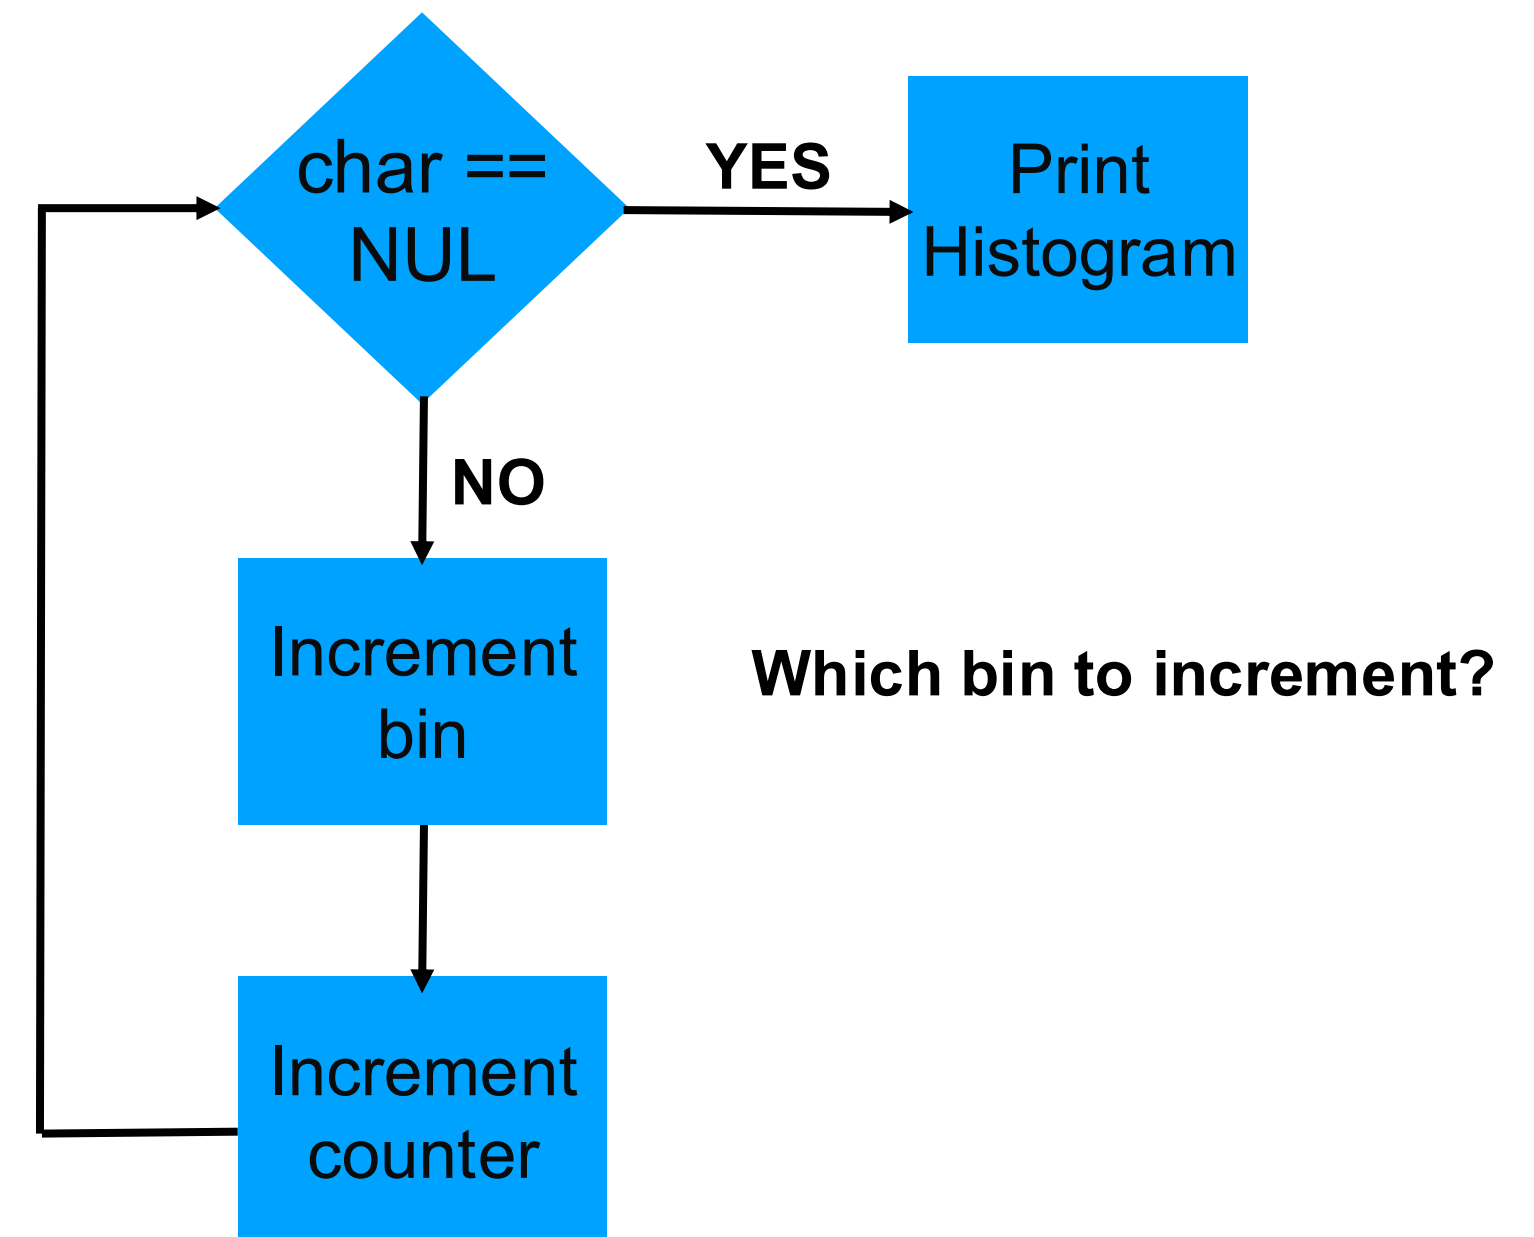 char ==
NUL
YES
Print
Histogram
NO
Increment
bin
Which bin to increment?
Increment
counter